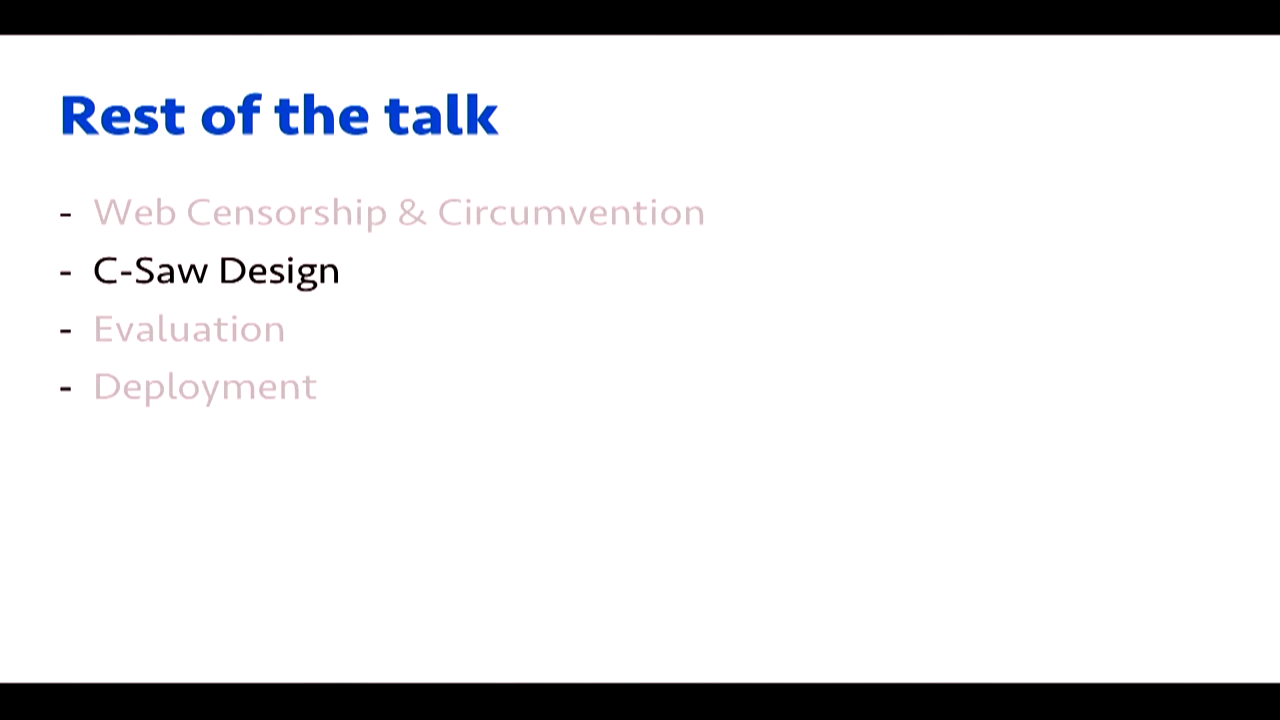 Rest of the talk
- Web Censorship & Circumvention
- C-Saw Design
- Evaluation
- Deployment